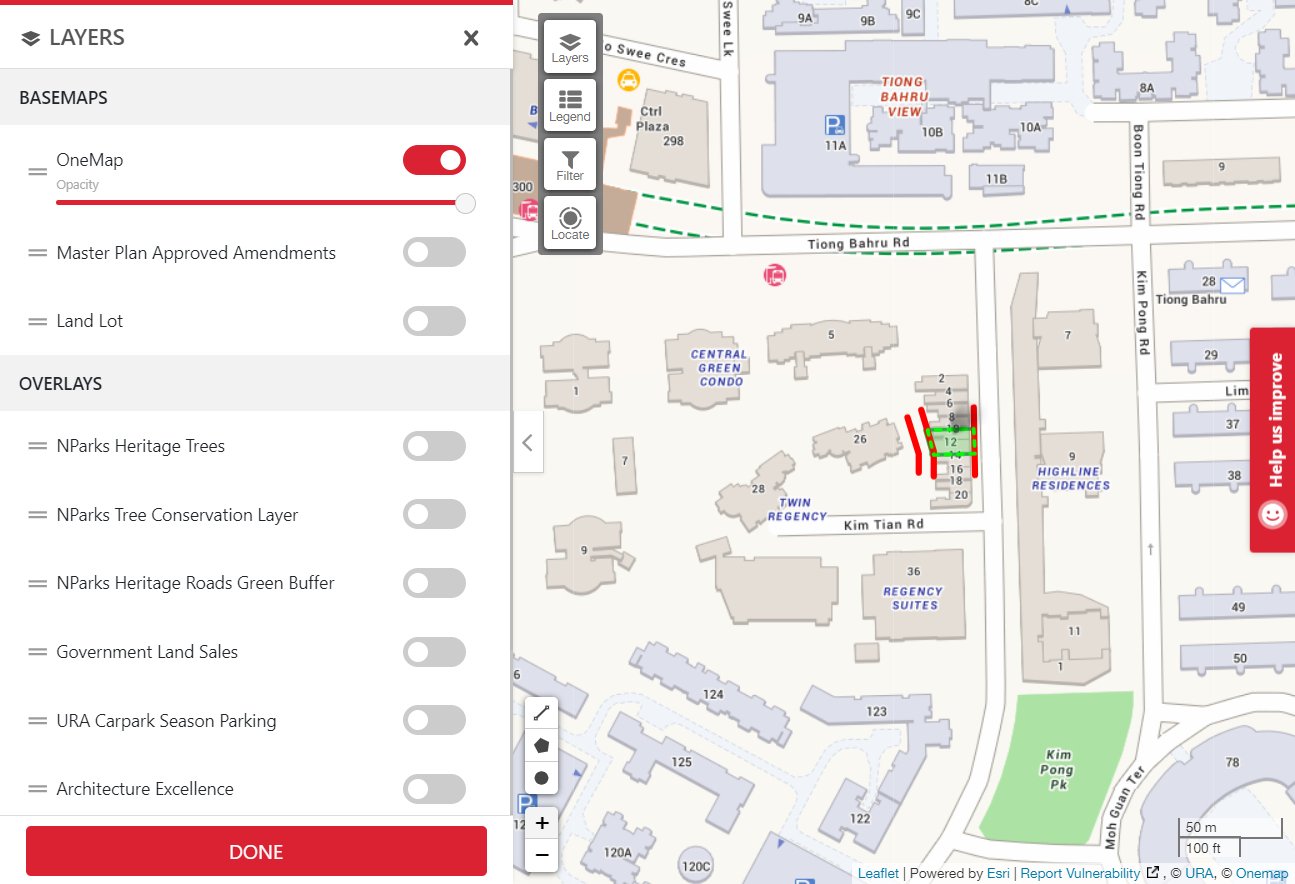 LAYERS
BASEMAPS
OneMap
Opacity
Master Plan Approved Amendments
Land Lot
OVERLAYS
NParks Heritage Trees
NParks Tree Conservation Layer
NParks Heritage Roads Green Buffer
Government Land Sales
URA Carpark Season Parking
Architecture Excellence
DONE
Layers
Legend
Filter
Locate
Swee Lk
o Swee Cres
9A
9B
9C
8C
Ctrl
Plaza
298
300
TIONG
BAHRU
VIEW
P
11A
10B
10A
11B
8A
Boon Tiong Rd
9
Tiong Bahru Rd
Kim Pong Rd
28
Tiong Bahru
7
29
Lim
37
38
1
CENTRAL
GREEN
CONDO
5
2
4
6
8
12
14
16
18
20
26
7
28
TWIN
REGENCY
Kim Tian Rd
9
HIGHLINE
RESIDENCES
9
36
REGENCY
SUITES
11
1
49
50
6
124
123
125
122
P
12
120A
120C
Kim
Pong
Pk
Moh Guan Ter
78
Help us improve
+
−
50 m
100 ft
Leaflet | Powered by Esri | Report Vulnerability , © URA, © Onemap